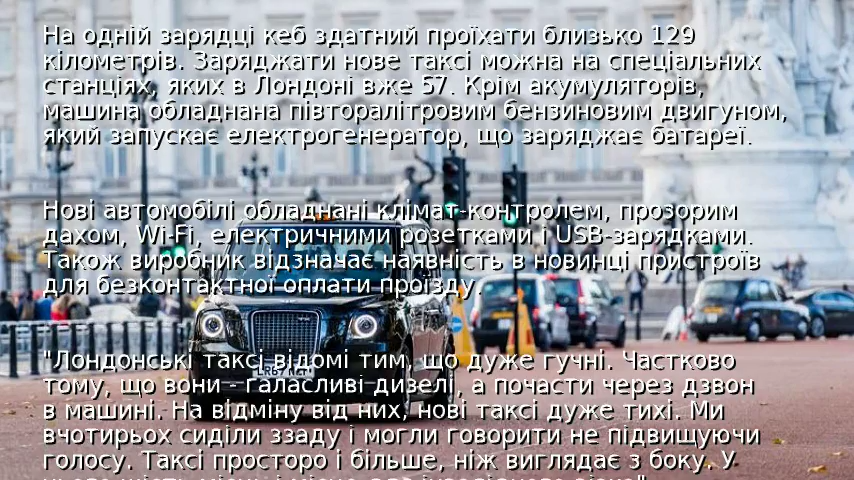 На одній зарядці кеб здатний проїхати близько 129
кілометрів. Заряджати нове таксі можна на спеціальних
станціях, яких в Лондоні вже 57. Крім акумуляторів,
машина обладнана півторалітровим бензиновим двигуном,
який запускає електрогенератор, що заряджає батареї.
Нові автомобілі обладнані клімат-контролем, прозорим
дахом, Wi-Fi, електричними розетками і USB-зарядками.
Також виробник відзначає наявність в новинці пристроїв
для безконтактної оплати проїзду.
"Лондонські таксі відомі тим, що дуже гучні. Частково
тому, що вони - галасливі дизелі, а почасти через дзвон
в машині. На відміну від них, нові таксі дуже тихі. Ми
вчотирьох сиділи ззаду і могли говорити не підвищуючи
голосу. Таксі просторо і більше, ніж виглядає з боку. У